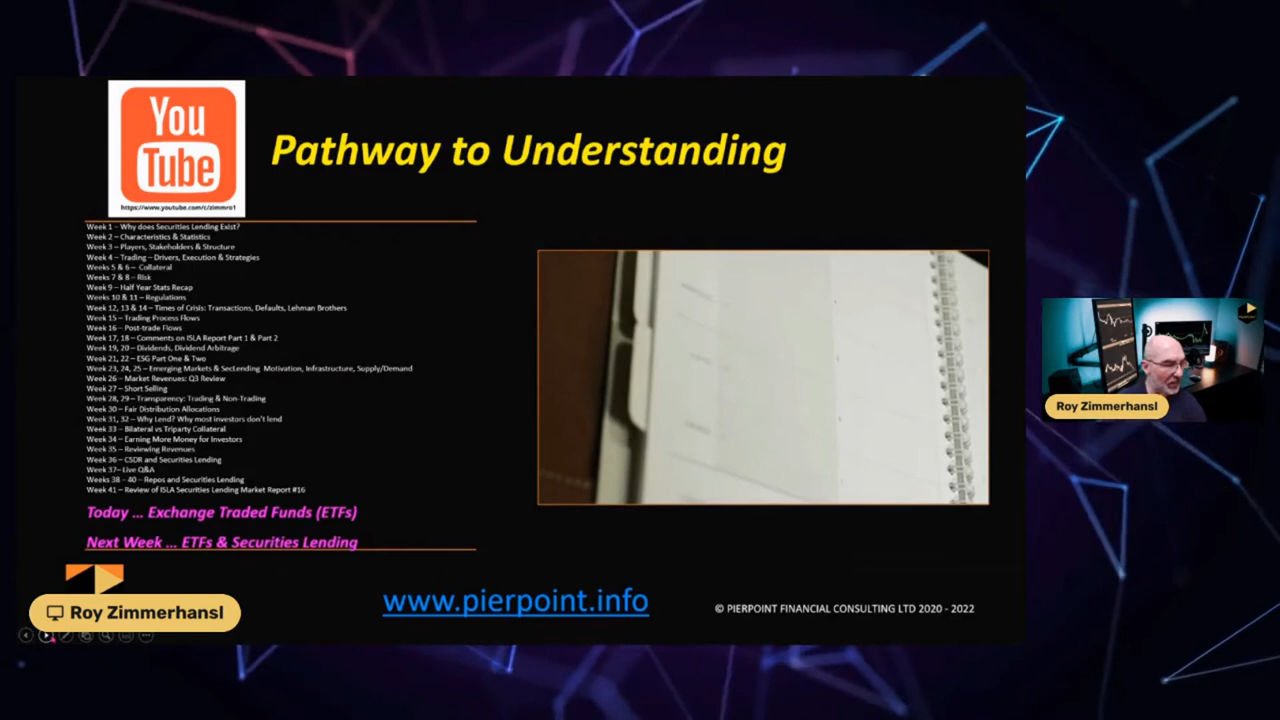 You
Tube
https://www.youtube.com/c/zimmro1
Pathway to Understanding
Week 1 – Why does Securities Lending Exist?
Week 2 – Characteristics & Statistics
Week 3 – Players, Stakeholders & Structure
Week 4 – Trading – Drivers, Execution & Strategies
Weeks 5 & 6 – Collateral
Weeks 7 & 8 – Risk
Week 9 – Half Year Stats Recap
Weeks 10 & 11 – Regulations
Week 12, 13 & 14 – Times of Crisis: Transactions, Defaults, Lehman Brothers
Week 15 – Trading Process Flows
Week 16 – Post-trade Flows
Week 17, 18 – Comments on ISLA Report Part 1 & Part 2
Week 19, 20 – Dividends, Dividend Arbitrage
Week 21, 22 – ESG Part One & Two
Week 23, 24, 25 – Emerging Markets & SecLending Motivation, Infrastructure, Supply/Demand
Week 26 – Market Revenues: Q3 Review
Week 27 – Short Selling
Week 28, 29 – Transparency: Trading & Non-Trading
Week 30 – Fair Distribution Allocations
Week 31, 32 – Why Lend? Why most investors don't lend
Week 33 – Bilateral vs Triparty Collateral
Week 34 – Earning More Money for Investors
Week 35 – Reviewing Revenues
Week 36 – CSDR and Securities Lending
Week 37– Live Q&A
Weeks 38 – 40 – Repos and Securities Lending
Week 41 – Review of ISLA Securities Lending Market Report #16
Today ... Exchange Traded Funds (ETFs)
Next Week ... ETFs & Securities Lending
Roy Zimmerhansl
www.pierpoint.info
© PIERPOINT FINANCIAL CONSULTING LTD 2020 - 2022
Roy Zimmerhansl